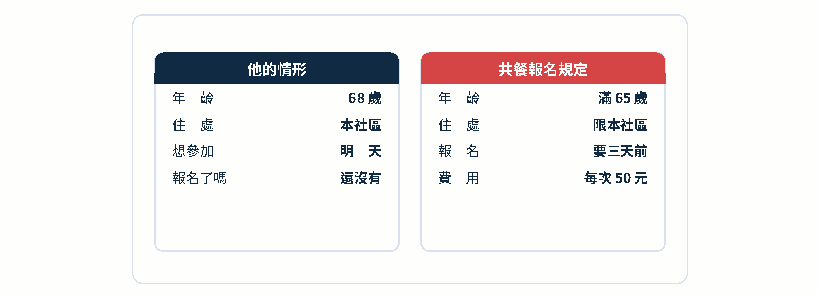 他的情形
年　齡 68 歲
住　處 本社區
想參加 明　天
報名了嗎 還沒有
共餐報名規定
年　齡 滿 65 歲
住　處 限本社區
報　名 要三天前
費　用 每次 50 元